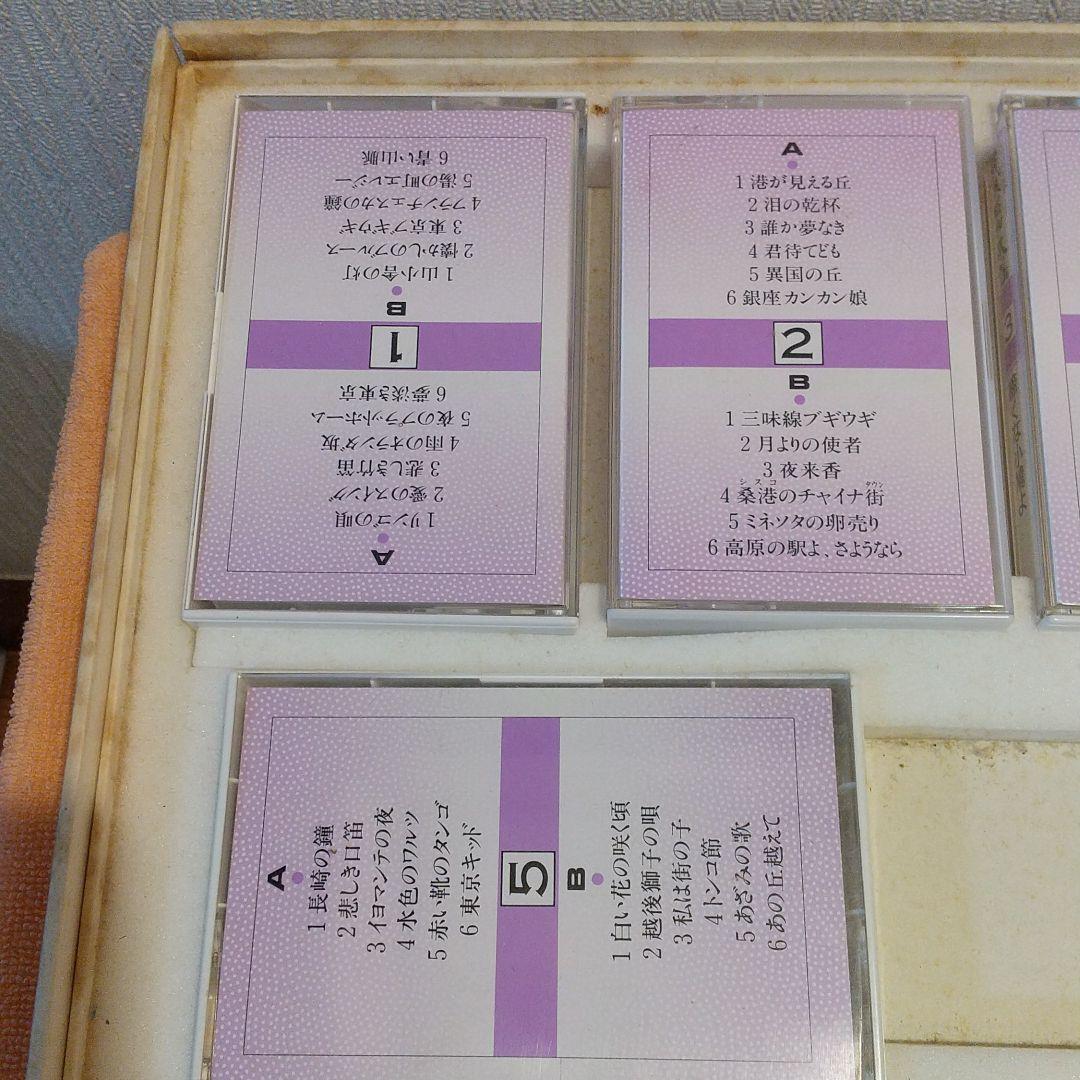 A
1 リンゴの唄
2 愛のスイング
3 悲しき竹笛
4 雨のオランダ坂
5 夜のプラットホーム
6 夢淡き東京
1
B
1 山小舎の灯
2 懐かしのブルース
3 東京ブギウギ
4 フランチェスカの鐘
5 湯の町エレジー
6 青い山脈
A
1 港が見える丘
2 泪の乾杯
3 誰か夢なき
4 君待てども
5 異国の丘
6 銀座カンカン娘
2
B
1 三味線ブギウギ
2 月よりの使者
3 夜来香
シスコ タウン
4 桑港のチャイナ街
5 ミネソタの卵売り
6 高原の駅よ、さようなら
3
A
1 長崎の鐘
2 悲しき口笛
3 イヨマンテの夜
4 水色のワルツ
5 赤い靴のタンゴ
6 東京キッド
5
B
1 白い花の咲く頃
2 越後獅子の唄
3 私は街の子
4 トンコ節
5 あざみの歌
6 あの丘越えて